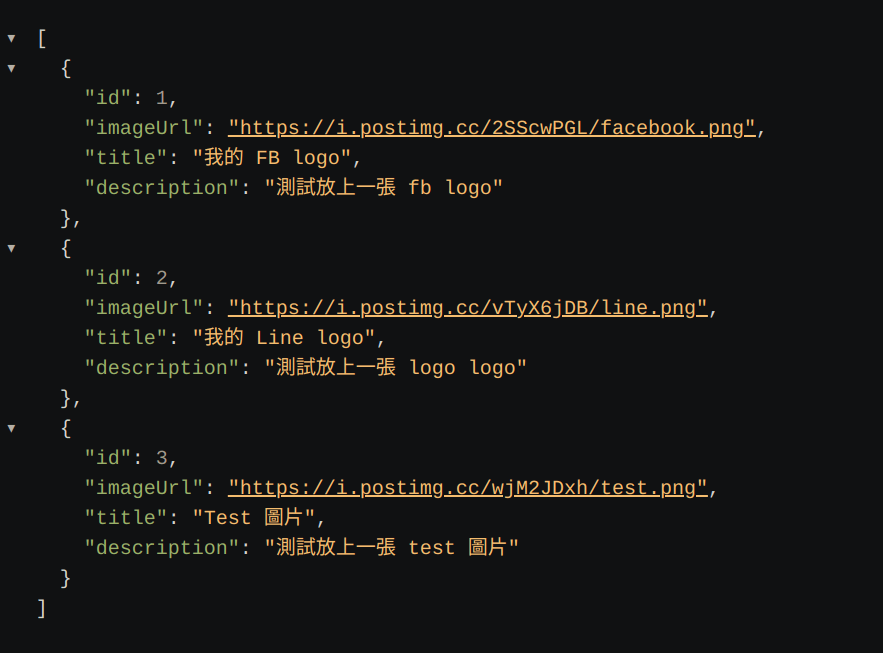 [
{
"id": 1,
"imageUrl": "https://i.postimg.cc/2SScwPGL/facebook.png",
"title": "我的 FB logo",
"description": "測試放上一張 fb logo"
},
{
"id": 2,
"imageUrl": "https://i.postimg.cc/vTyX6jDB/line.png",
"title": "我的 Line logo",
"description": "測試放上一張 logo logo"
},
{
"id": 3,
"imageUrl": "https://i.postimg.cc/wjM2JDxh/test.png",
"title": "Test 圖片",
"description": "測試放上一張 test 圖片"
}
]